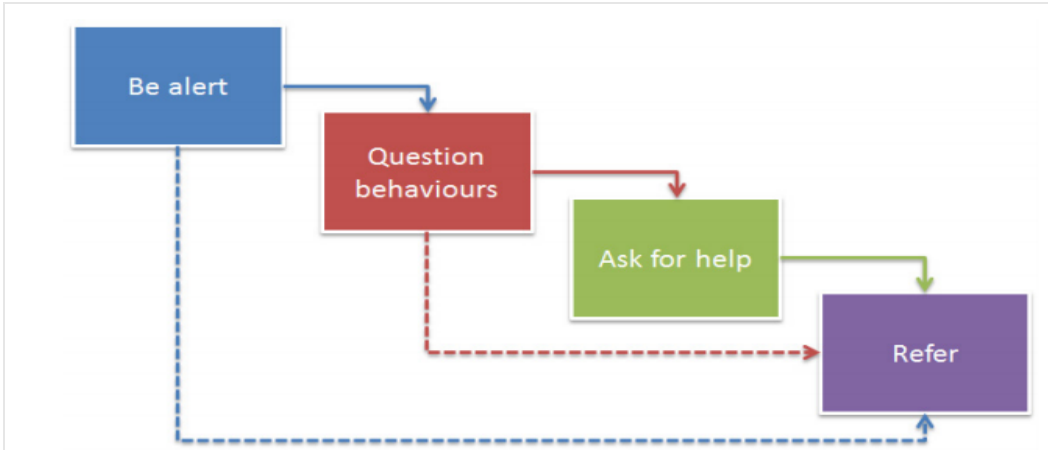 Be alert
Question
behaviours
Ask for help
Refer